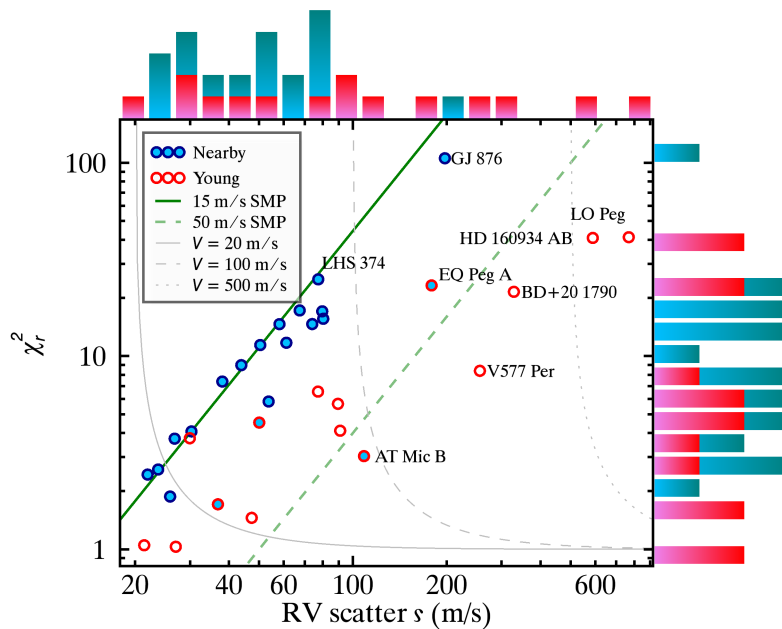 Nearby
Young
15 m/s SMP
50 m/s SMP
V = 20 m/s
V = 100 m/s
V = 500 m/s
GJ 876
LO Peg
HD 160934 AB
LHS 374
EQ Peg A
BD+20 1790
V577 Per
AT Mic B
100
10
1
χ²ᵣ
20 40 60 100 200 400 600
RV scatter s (m/s)